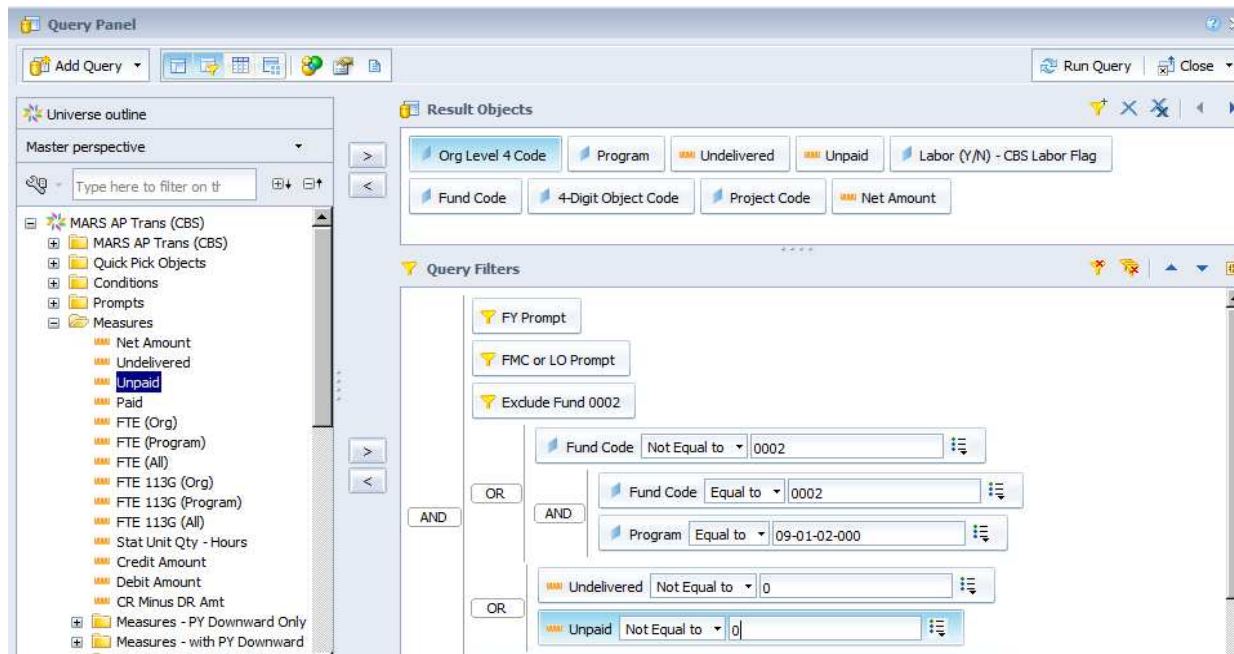 Query Panel
Add Query
Run Query
Close
Universe outline
Master perspective
Type here to filter on th
MARS AP Trans (CBS)
MARS AP Trans (CBS)
Quick Pick Objects
Conditions
Prompts
Measures
Net Amount
Undelivered
Unpaid
Paid
FTE (Org)
FTE (Program)
FTE (All)
FTE 113G (Org)
FTE 113G (Program)
FTE 113G (All)
Stat Unit Qty - Hours
Credit Amount
Debit Amount
CR Minus DR Amt
Measures - PY Downward Only
Measures - with PY Downward
>
<
>
<
Result Objects
Org Level 4 Code Program Undelivered Unpaid Labor (Y/N) - CBS Labor Flag
Fund Code 4-Digit Object Code Project Code Net Amount
Query Filters
FY Prompt
FMC or LO Prompt
Exclude Fund 0002
Fund Code Not Equal to 0002
OR
Fund Code Equal to 0002
AND AND
Program Equal to 09-01-02-000
Undelivered Not Equal to 0
OR
Unpaid Not Equal to 0